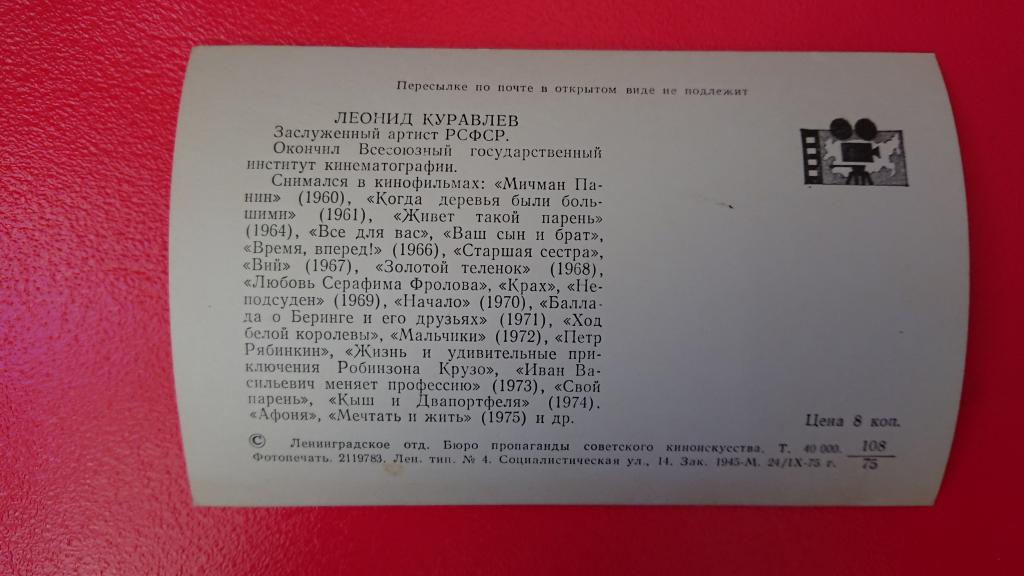 Пересылке по почте в открытом виде не подлежит
ЛЕОНИД КУРАВЛЕВ
Заслуженный артист РСФСР.
Окончил Всесоюзный государственный
институт кинематографии.
Снимался в кинофильмах: «Мичман Па-
нин» (1960), «Когда деревья были боль-
шими» (1961), «Живет такой парень»
(1964), «Все для вас», «Ваш сын и брат»,
«Время, вперед!» (1966), «Старшая сестра»,
«Вий» (1967), «Золотой теленок» (1968),
«Любовь Серафима Фролова», «Крах», «Не-
подсуден» (1969), «Начало» (1970), «Балла-
да о Беринге и его друзьях» (1971), «Ход
белой королевы», «Мальчики» (1972), «Петр
Рябинкин», «Жизнь и удивительные при-
ключения Робинзона Крузо», «Иван Ва-
сильевич меняет профессию» (1973), «Свой
парень», «Кыш и Двапортфеля» (1974).
«Афоня», «Мечтать и жить» (1975) и др.
Цена 8 коп.
© Ленинградское отд. Бюро пропаганды советского киноискусства. Т. 40 000. 108
Фотопечать. 2119783. Лен. тип. № 4. Социалистическая ул., 14. Зак. 1945-М. 24/IX-75 г. 75